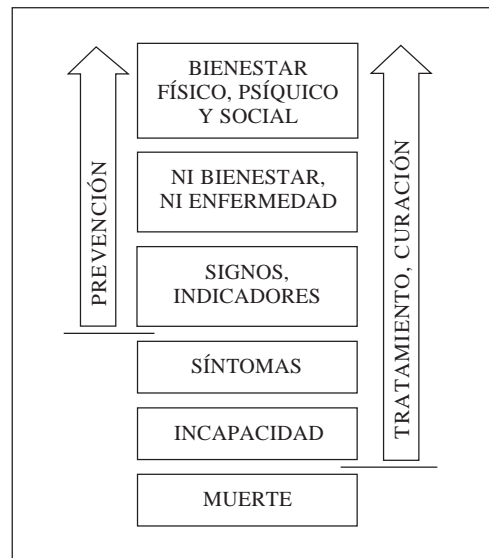 BIENESTAR
FÍSICO, PSÍQUICO
Y SOCIAL
NI BIENESTAR,
NI ENFERMEDAD
SIGNOS,
INDICADORES
SÍNTOMAS
INCAPACIDAD
MUERTE
PREVENCIÓN
TRATAMIENTO, CURACIÓN